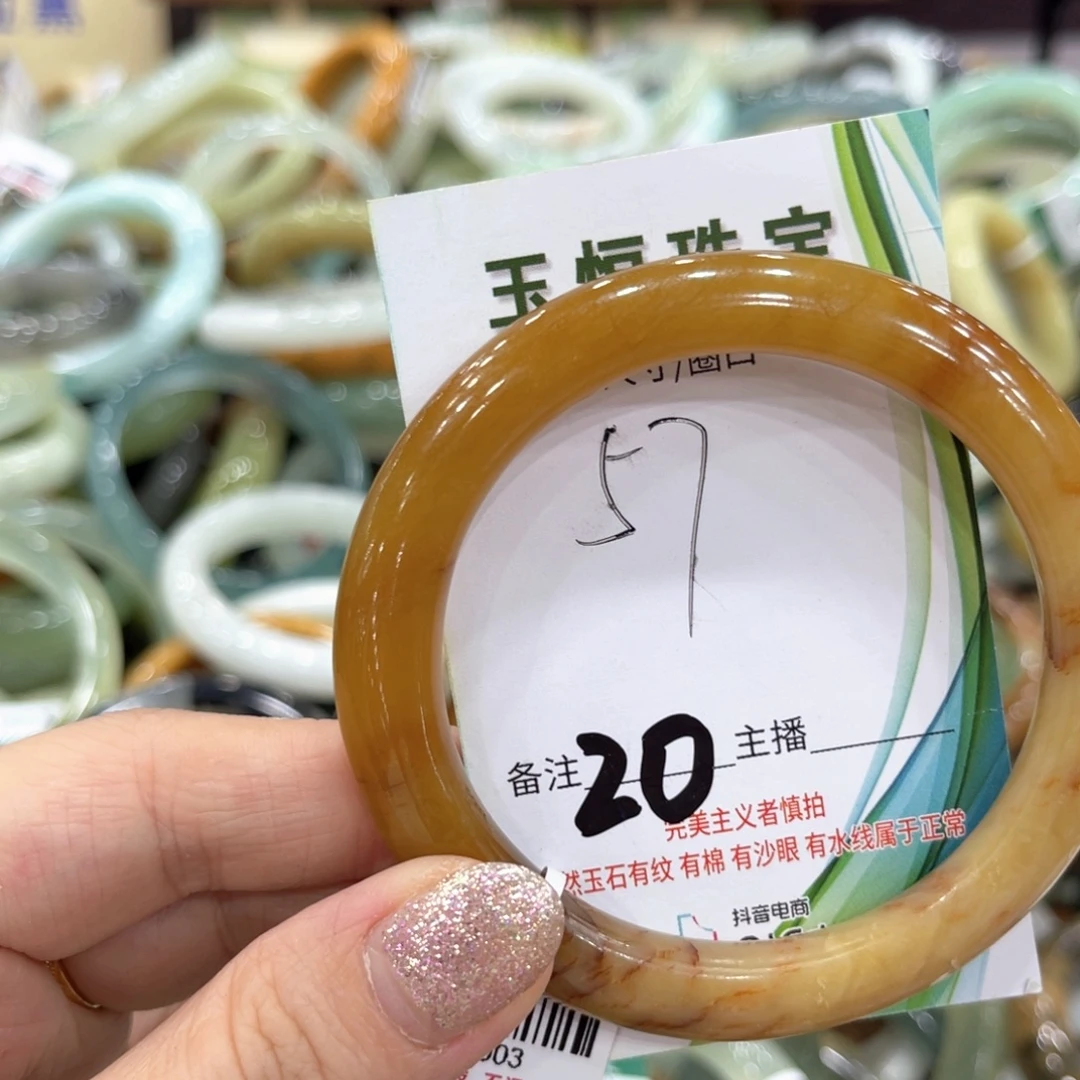 玉恒珠宝
寸/圈口
57
备注20 主播
完美主义者慎拍
然玉石有纹 有棉 有沙眼 有水线属于正常
抖音电商
003